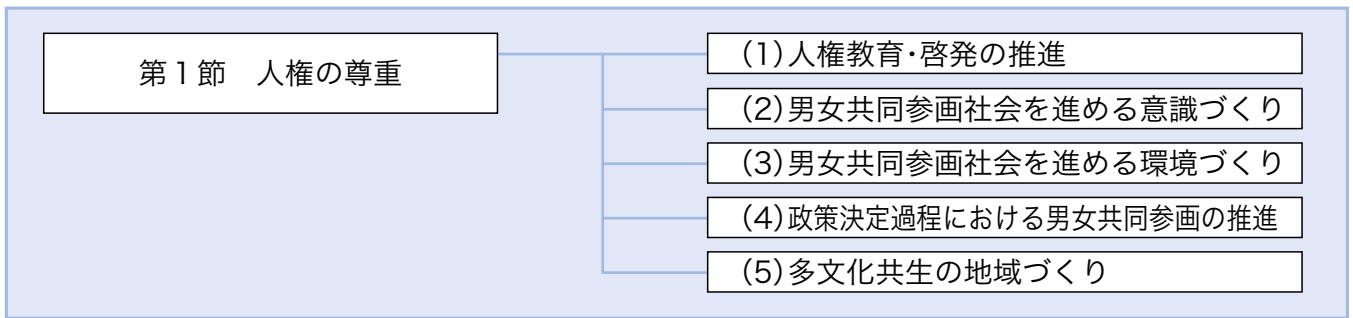 第1節　人権の尊重
(1)人権教育・啓発の推進
(2)男女共同参画社会を進める意識づくり
(3)男女共同参画社会を進める環境づくり
(4)政策決定過程における男女共同参画の推進
(5)多文化共生の地域づくり